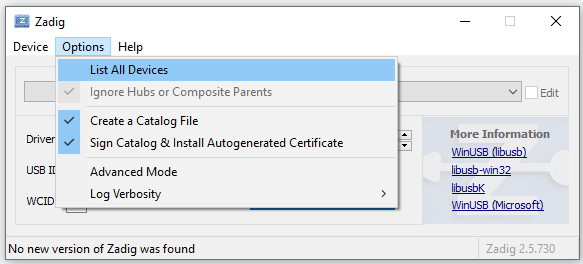 Zadig
Device Options Help
List All Devices
Ignore Hubs or Composite Parents
Edit
Create a Catalog File
Sign Catalog & Install Autogenerated Certificate
Advanced Mode
Log Verbosity
Driver
USB ID
WCID
More Information
WinUSB (libusb)
libusb-win32
libusbK
WinUSB (Microsoft)
No new version of Zadig was found
Zadig 2.5.730